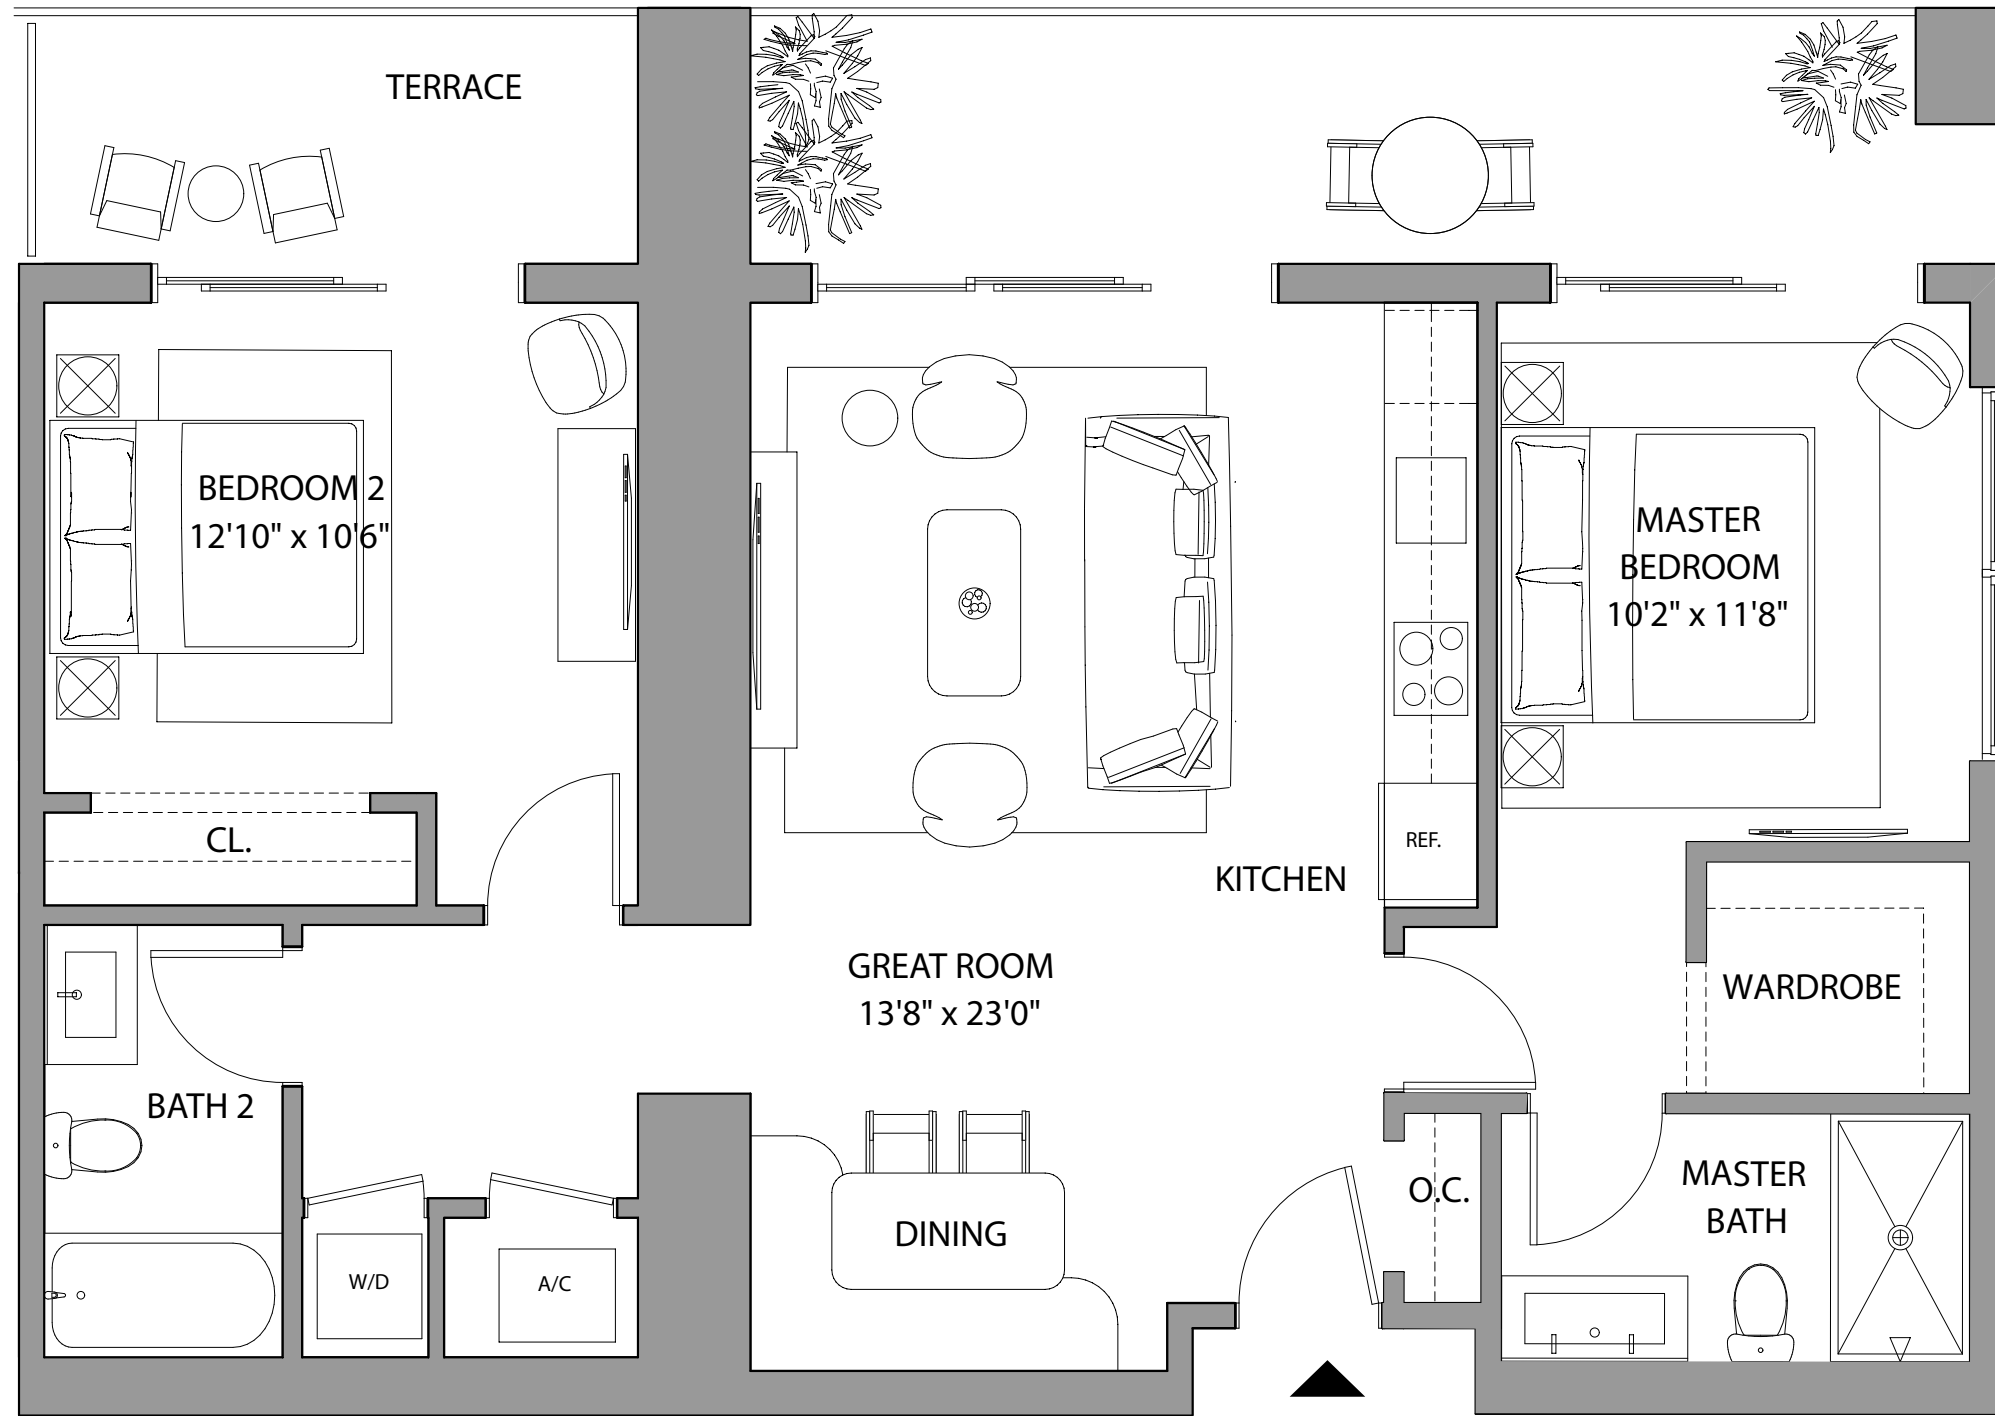 TERRACE
BEDROOM 2
12'10" x 10'6"
MASTER
BEDROOM
10'2" x 11'8"
CL.
REF.
KITCHEN
GREAT ROOM
13'8" x 23'0"
WARDROBE
BATH 2
MASTER
BATH
O.C.
DINING
W/D
A/C